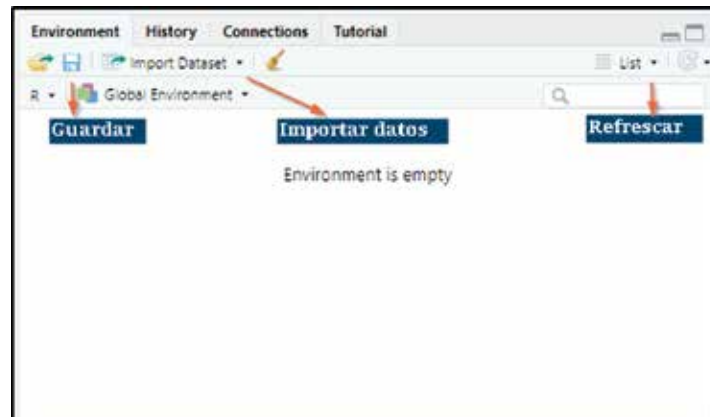 Environment History Connections Tutorial
Import Dataset List
R Global Environment
Guardar Importar datos Refrescar
Environment is empty